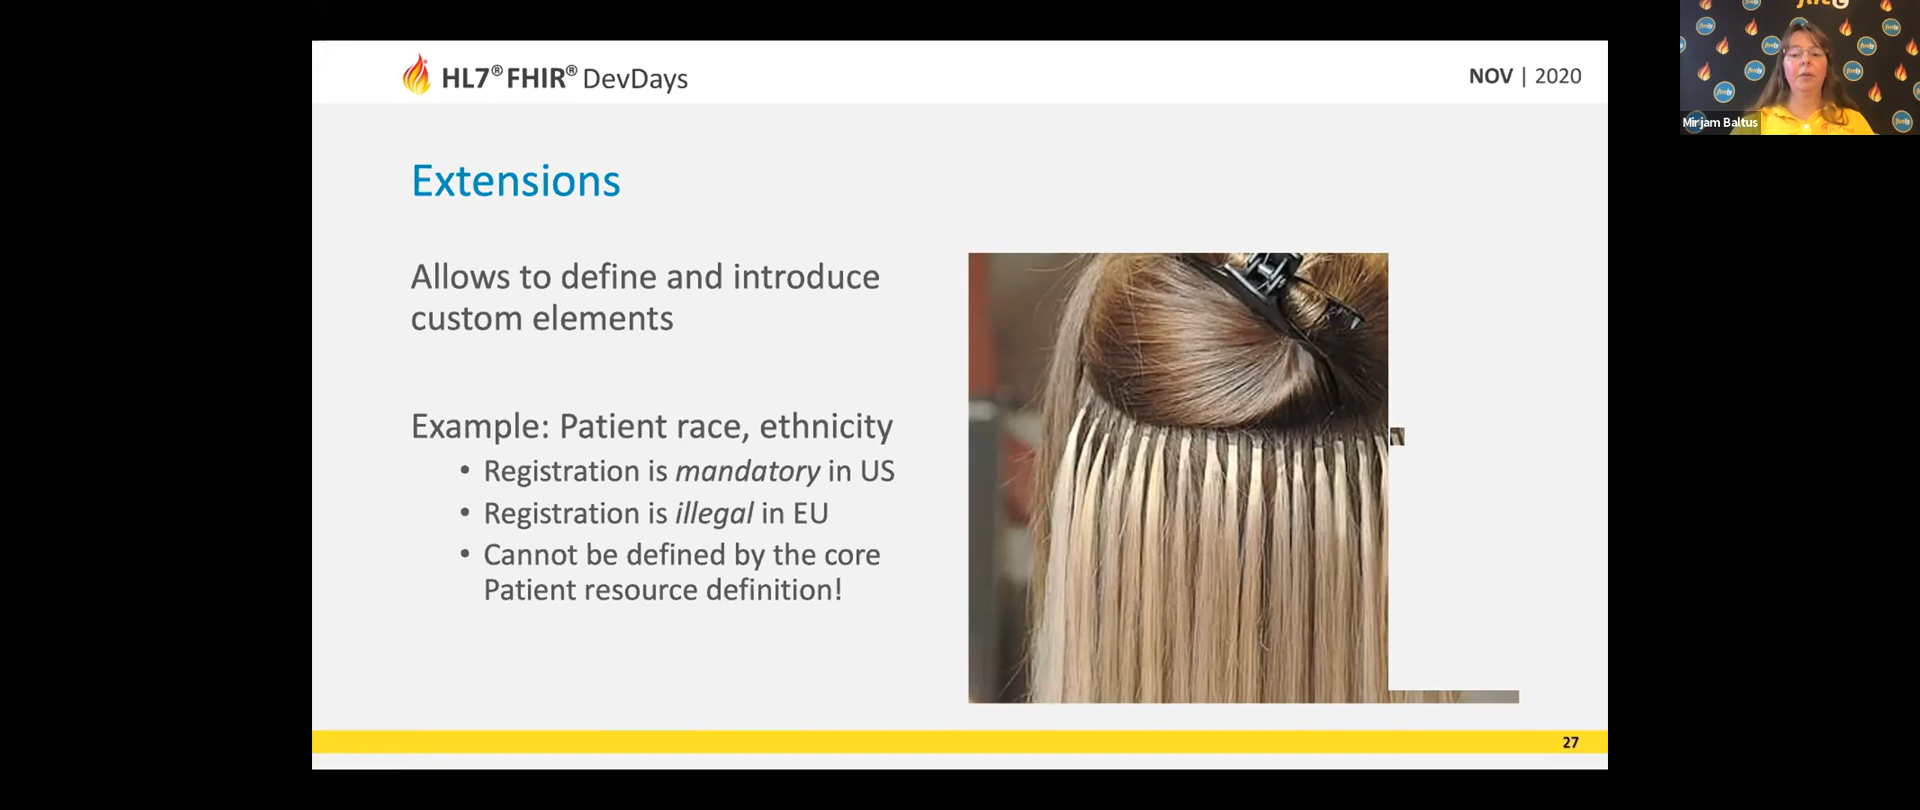 HL7® FHIR® DevDays
NOV | 2020
Extensions
Allows to define and introduce
custom elements
Example: Patient race, ethnicity
• Registration is mandatory in US
• Registration is illegal in EU
• Cannot be defined by the core
Patient resource definition!
27
Mirjam Baltus